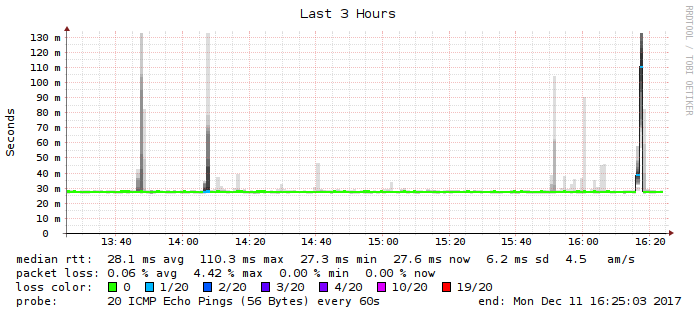 Last 3 Hours
RRDTOOL / TOBI OETIKER
Seconds
130 m
120 m
110 m
100 m
90 m
80 m
70 m
60 m
50 m
40 m
30 m
20 m
10 m
0
13:40 14:00 14:20 14:40 15:00 15:20 15:40 16:00 16:20
median rtt: 28.1 ms avg 110.3 ms max 27.3 ms min 27.6 ms now 6.2 ms sd 4.5 am/s
packet loss: 0.06 % avg 4.42 % max 0.00 % min 0.00 % now
loss color: 0 1/20 2/20 3/20 4/20 10/20 19/20
probe: 20 ICMP Echo Pings (56 Bytes) every 60s end: Mon Dec 11 16:25:03 2017